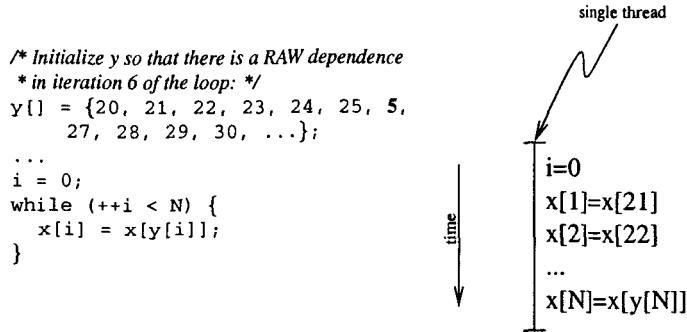 /* Initialize y so that there is a RAW dependence
* in iteration 6 of the loop: */
y[] = {20, 21, 22, 23, 24, 25, 5,
27, 28, 29, 30, ...};
...
i = 0;
while (++i < N) {
x[i] = x[y[i]];
}
single thread
time
i=0
x[1]=x[21]
x[2]=x[22]
...
x[N]=x[y[N]]